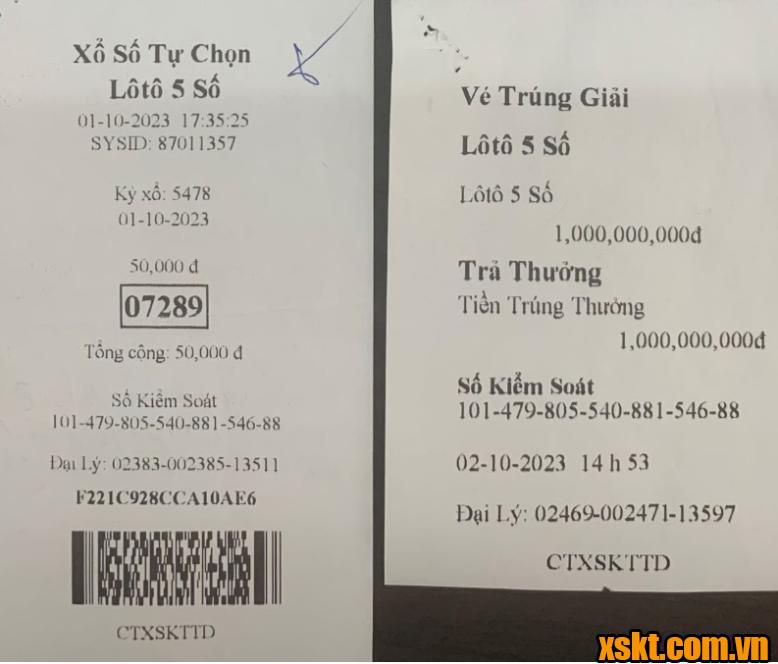 Xổ Số Tự Chọn
Lôtô 5 Số
01-10-2023 17:35:25
SYSID: 87011357
Kỳ xổ: 5478
01-10-2023
50,000 đ
07289
Tổng cộng: 50,000 đ
Số Kiểm Soát
101-479-805-540-881-546-88
Đại Lý: 02383-002385-13511
F221C928CCA10AE6
CTXSKTTD
Vé Trúng Giải
Lôtô 5 Số
Lôtô 5 Số
1,000,000,000đ
Trả Thưởng
Tiền Trúng Thưởng
1,000,000,000đ
Số Kiểm Soát
101-479-805-540-881-546-88
02-10-2023 14 h 53
Đại Lý: 02469-002471-13597
CTXSKTTD
xskt.com.vn